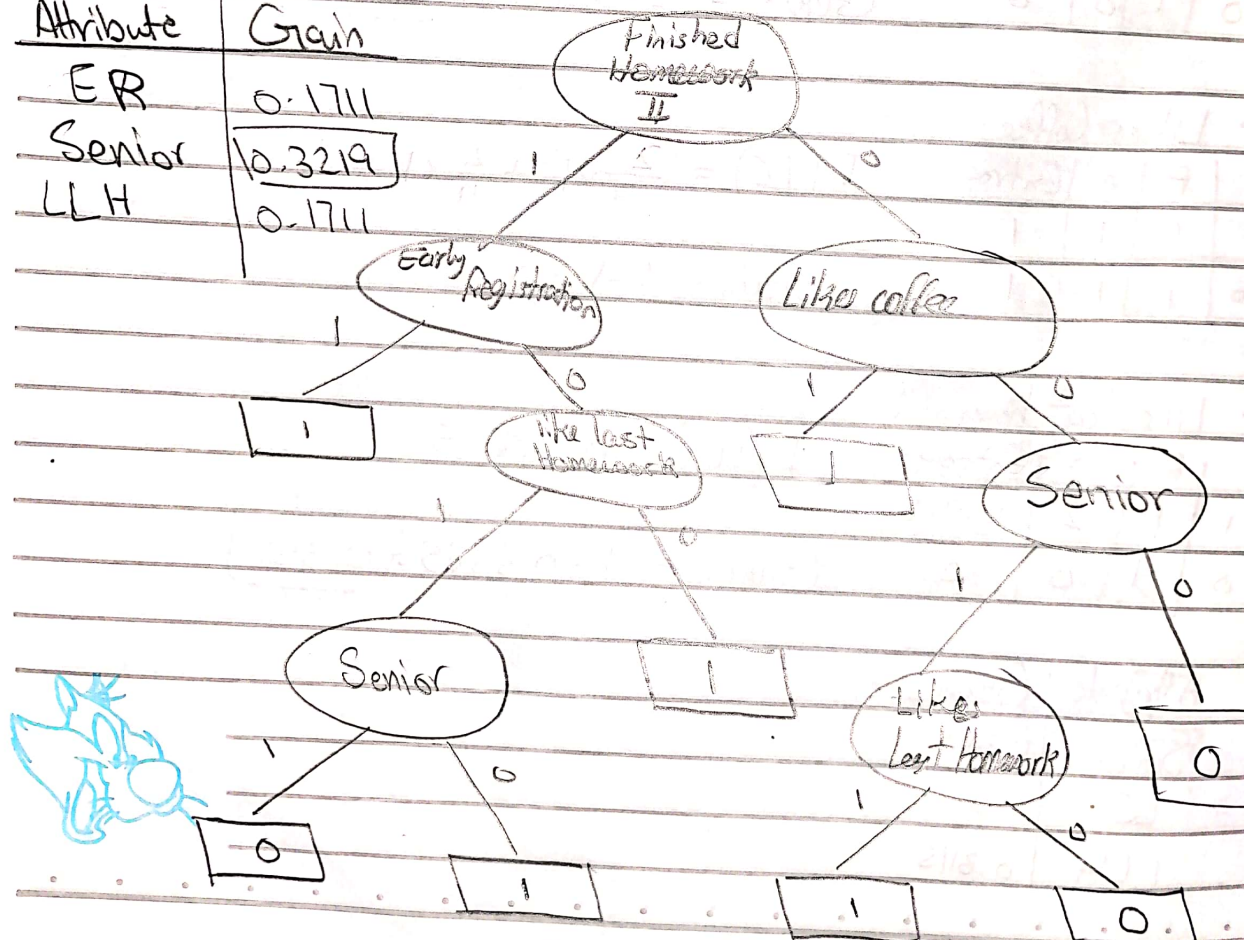 Attribute Gain
ER 0.1711
Senior 0.3219
LLH 0.1711
Finished
Homework
II
1 0
Early
Registration
Likes coffee
1 0 1 0
1
like last
Homework
1
Senior
1 0 1 0
Senior
1
Likes
Last Homework
0
1 0 1 0
0 1 1 0